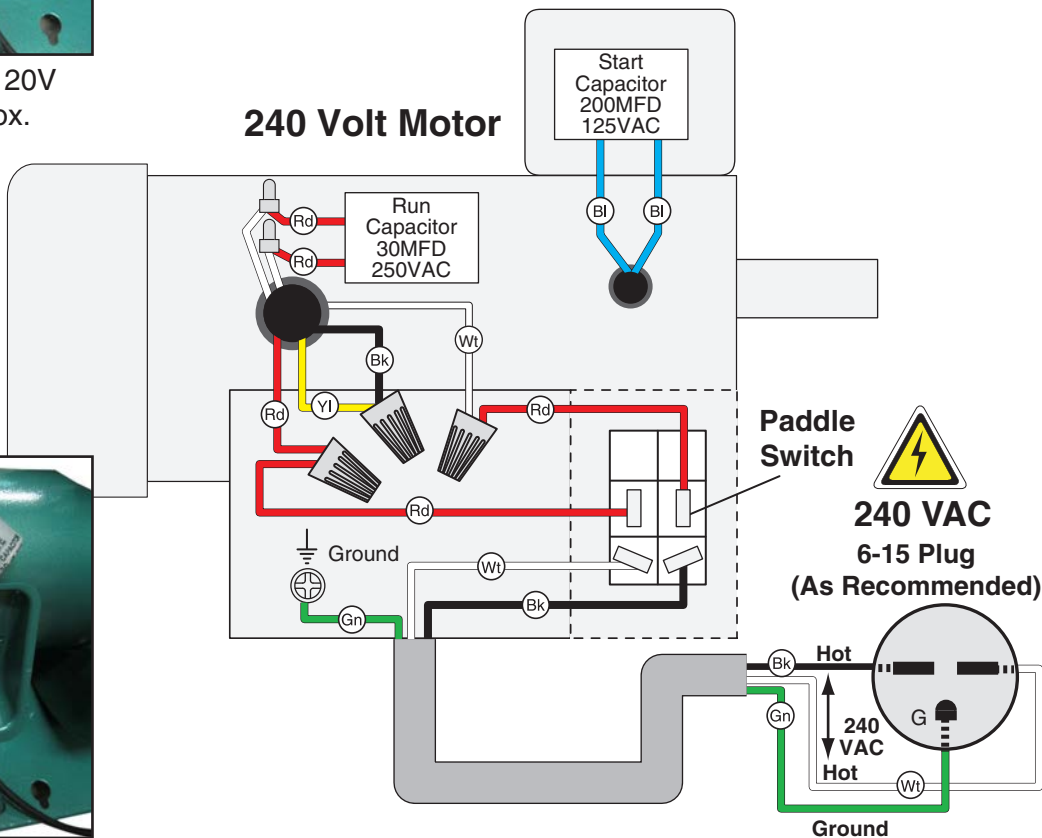 20V
ox.
240 Volt Motor
Start
Capacitor
200MFD
125VAC
Bl
Bl
Run
Capacitor
30MFD
250VAC
Rd
Rd
Wt
Bk
Yl
Rd
Rd
Paddle
Switch
240 VAC
6-15 Plug
(As Recommended)
Rd
Ground
Wt
Bk
Gn
Bk
Hot
G
Gn
240
VAC
Hot
Wt
Ground